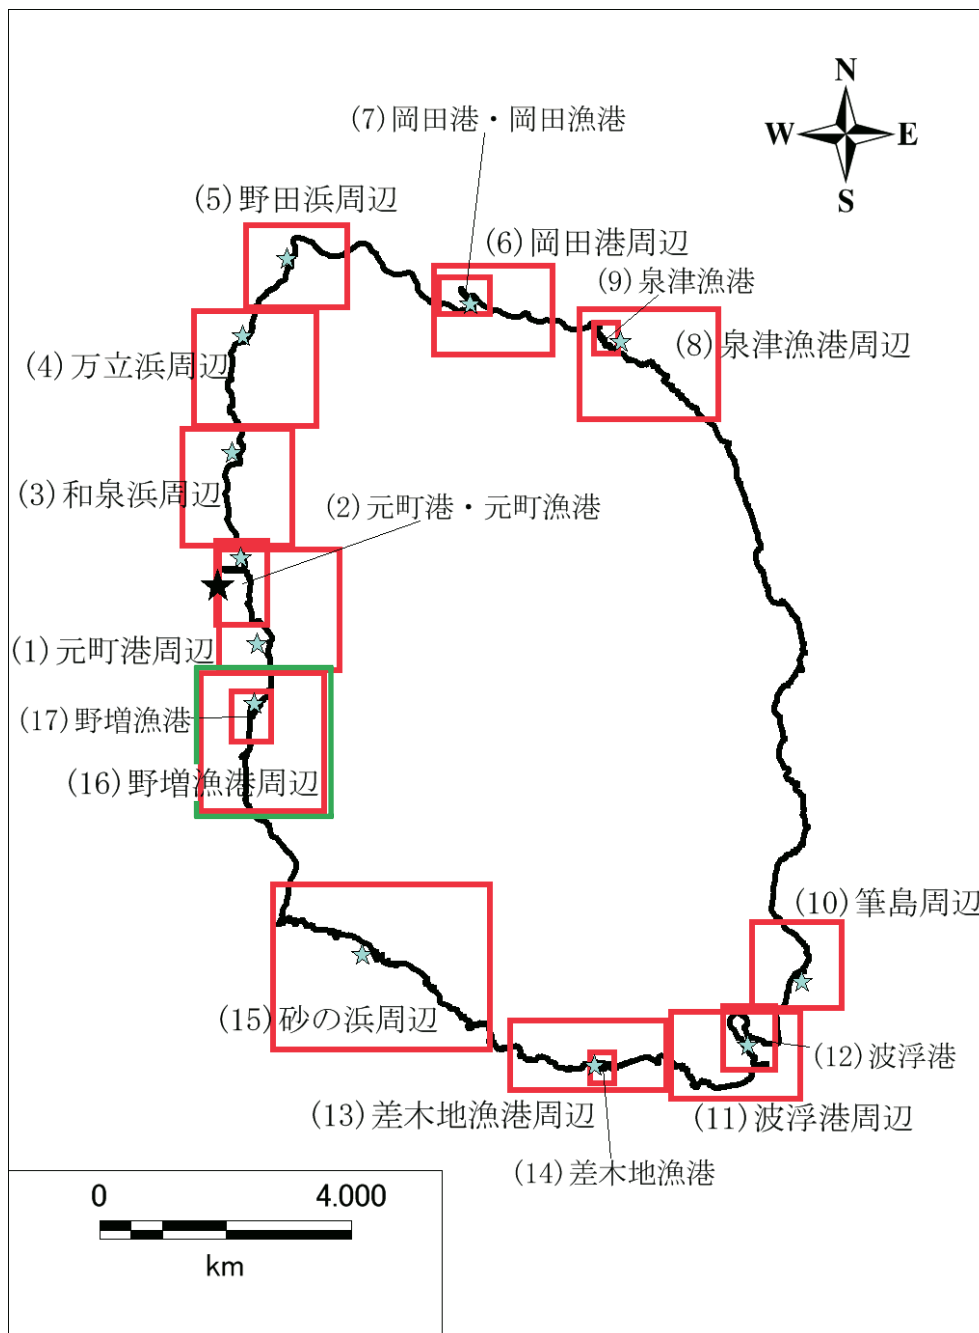 N
W
E
S
(7)岡田港・岡田漁港
(5)野田浜周辺
(6)岡田港周辺
(9)泉津漁港
(8)泉津漁港周辺
(4)万立浜周辺
(3)和泉浜周辺
(2)元町港・元町漁港
(1)元町港周辺
(17)野増漁港
(16)野増漁港周辺
(10)筆島周辺
(15)砂の浜周辺
(12)波浮港
(13)差木地漁港周辺
(11)波浮港周辺
(14)差木地漁港
0 4.000
km